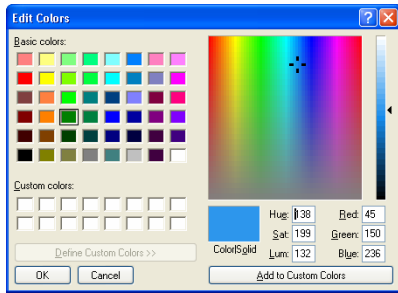 Edit Colors
Basic colors:
Custom colors:
Define Custom Colors >>
OK
Cancel
Color|Solid
Hue: 138
Sat: 199
Lum: 132
Red: 45
Green: 150
Blue: 236
Add to Custom Colors